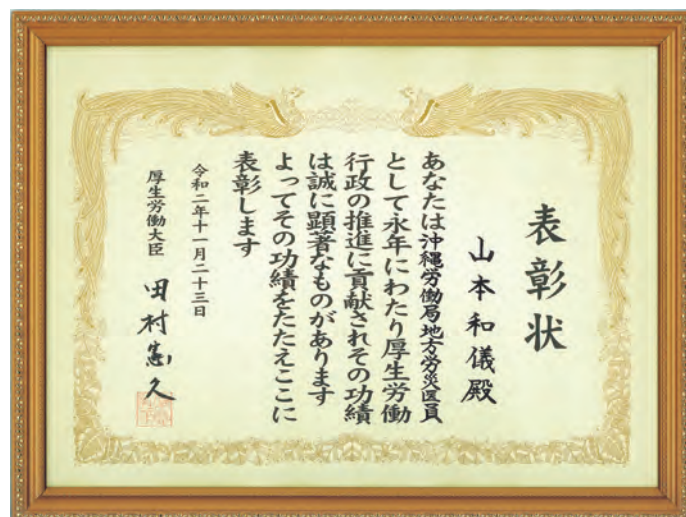 表彰状
山本和儀殿
あなたは沖縄労働局地方労災医員
として永年にわたり厚生労働
行政の推進に貢献されその功績
は誠に顕著なものがあります
よってその功績をたたえここに
表彰します
令和二年十一月二十三日
厚生労働大臣 田村憲久